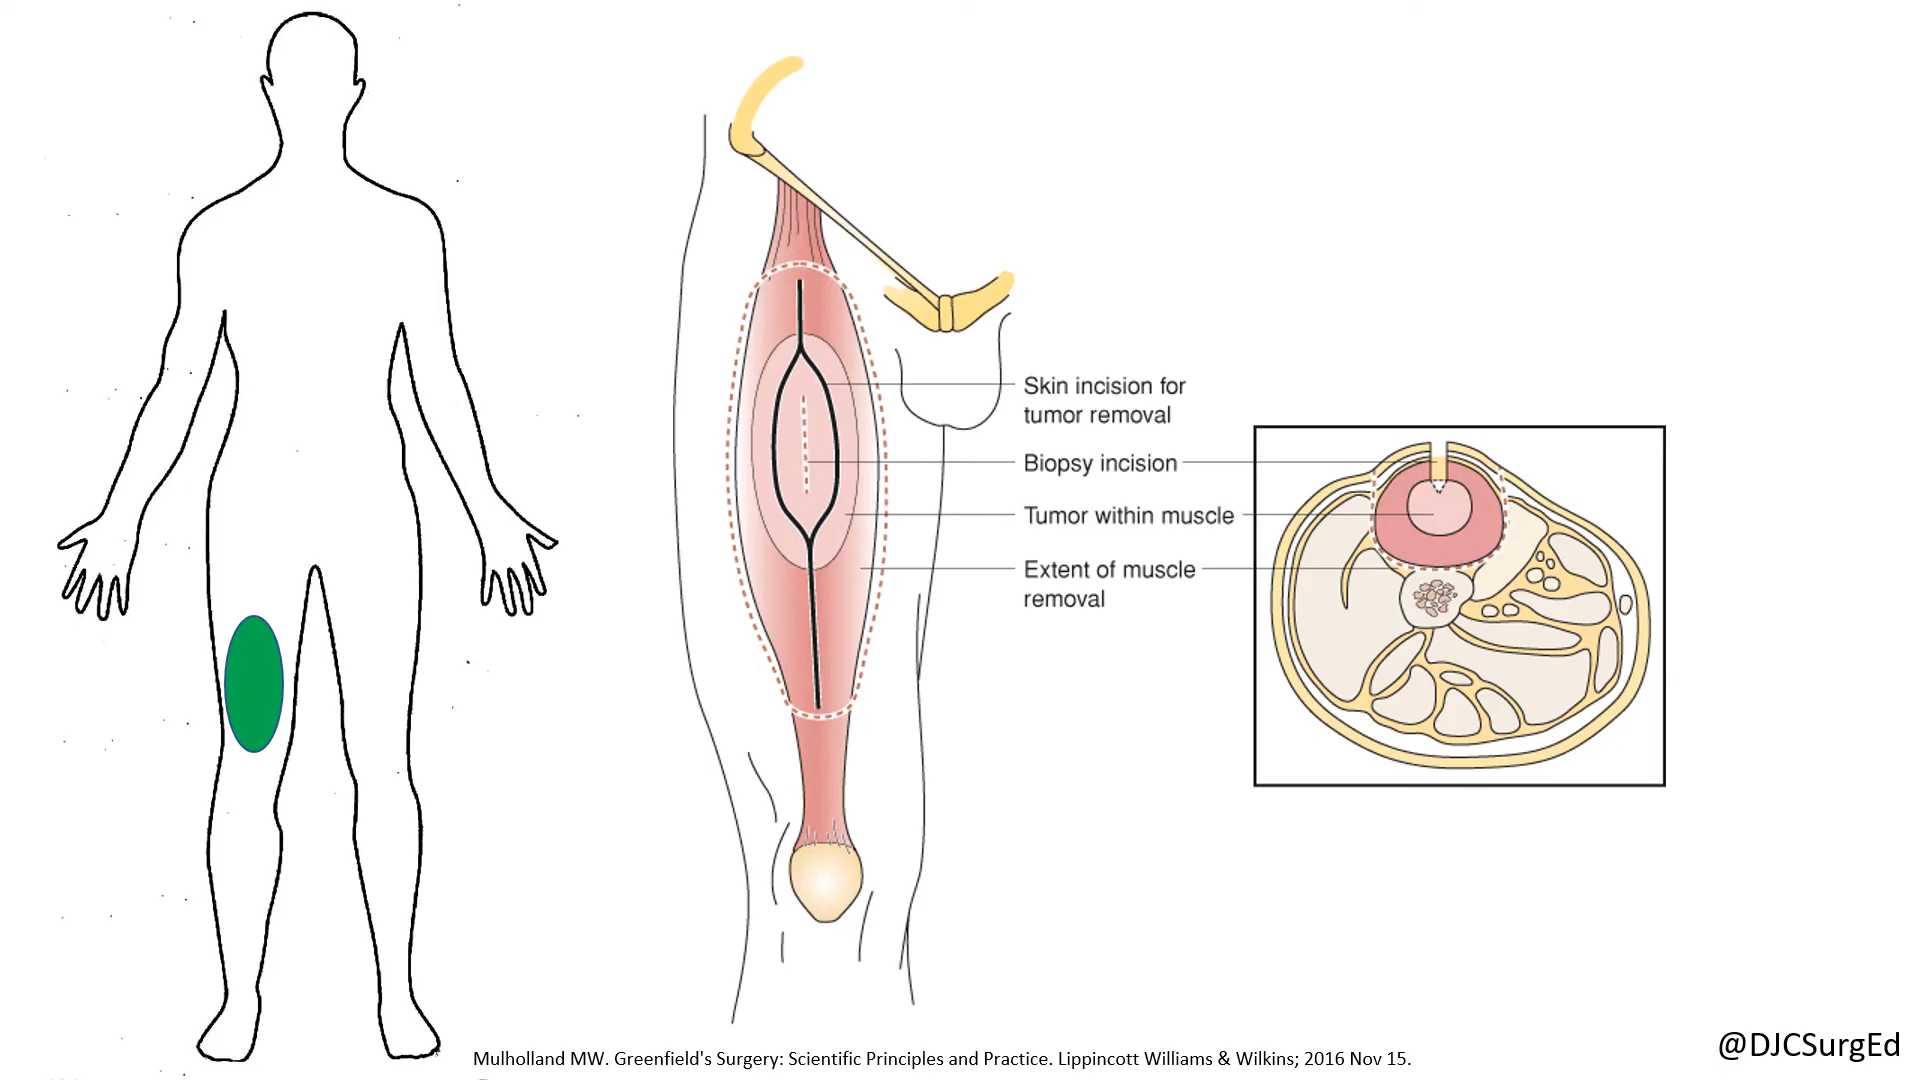 Skin incision for
tumor removal
Biopsy incision
Tumor within muscle
Extent of muscle
removal
@DJCSurgEd
Mulholland MW. Greenfield's Surgery: Scientific Principles and Practice. Lippincott Williams & Wilkins; 2016 Nov 15.